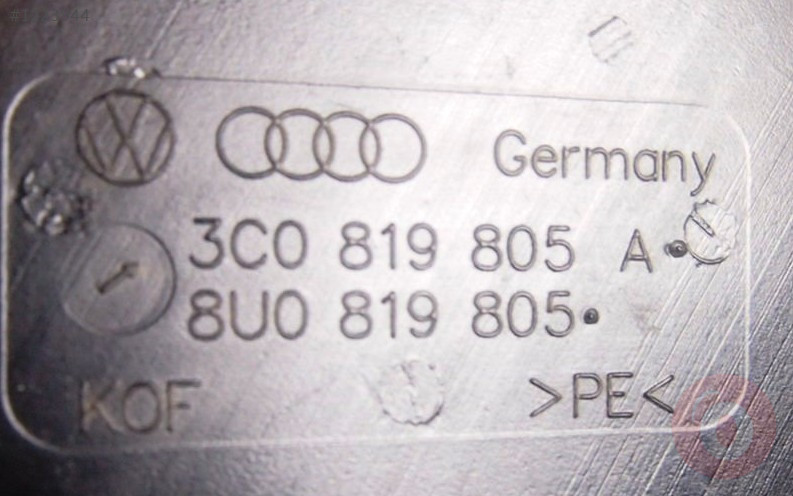 Germany
3C0 819 805 A
8U0 819 805
KOF >PE<